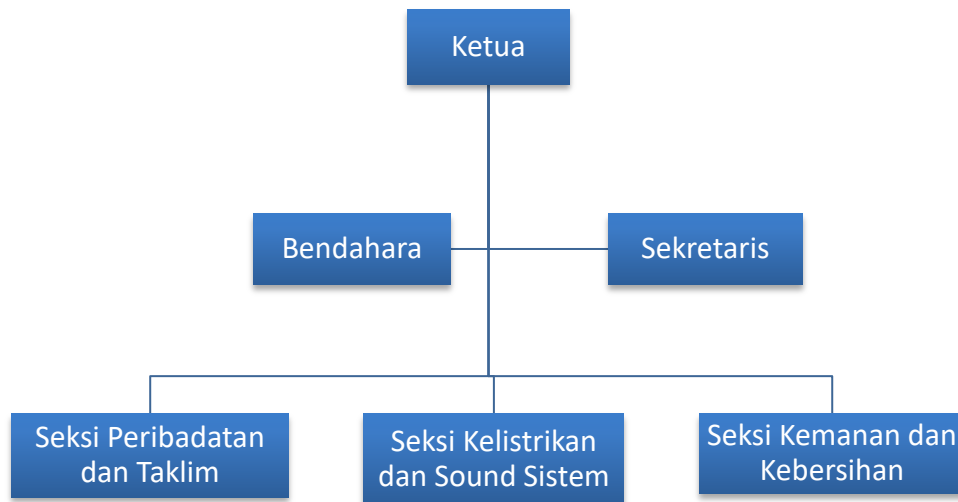 Ketua
Bendahara
Sekretaris
Seksi Peribadatan
dan Taklim
Seksi Kelistrikan
dan Sound Sistem
Seksi Kemanan dan
Kebersihan